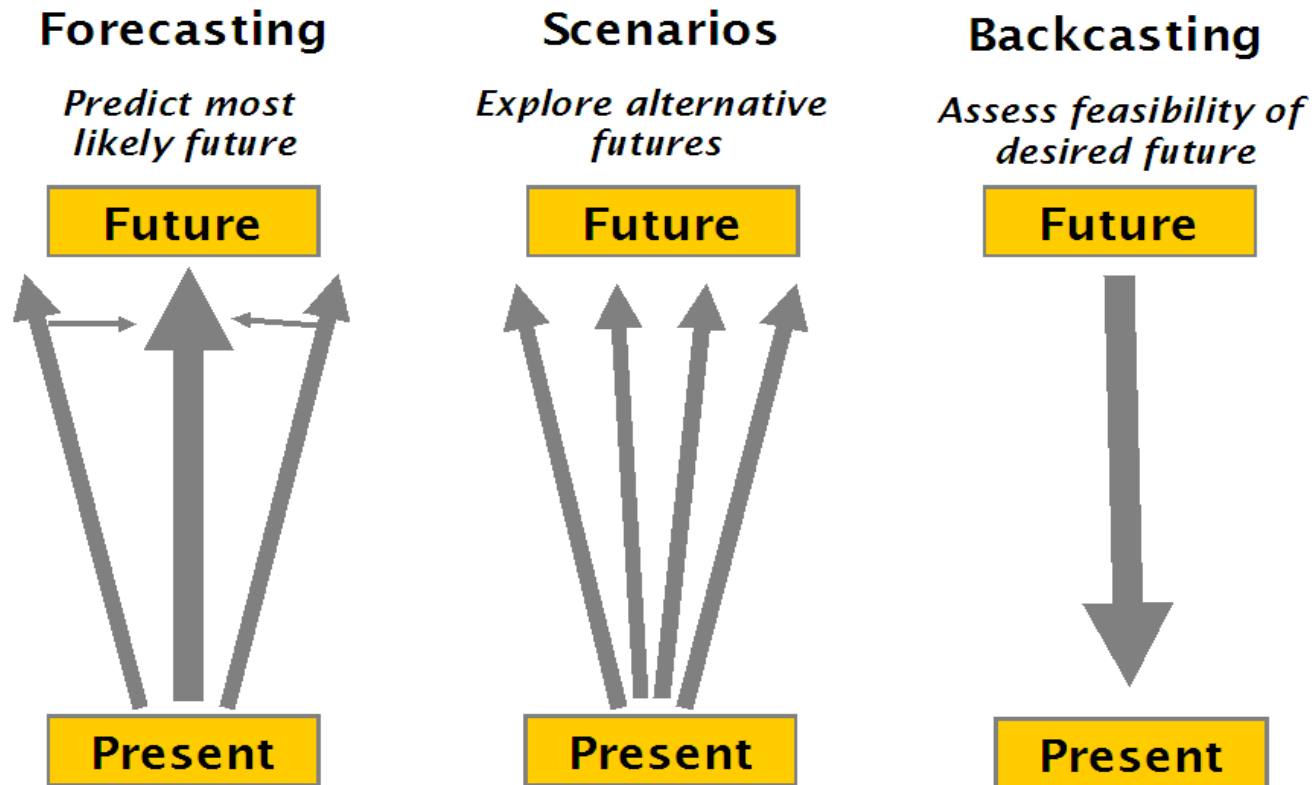 Forecasting
Predict most
likely future
Future
Present
Scenarios
Explore alternative
futures
Future
Present
Backcasting
Assess feasibility of
desired future
Future
Present